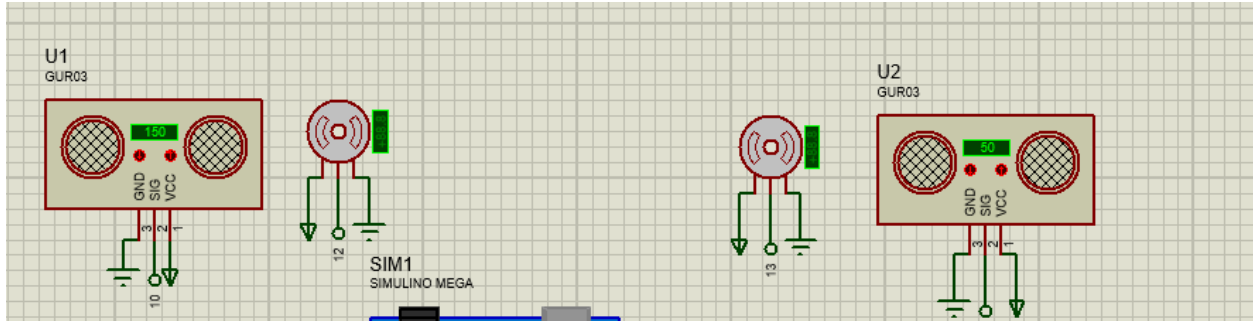 U1
GUR03
150
GND
SIG
VCC
3
2
1
10
12
SIM1
SIMULINO MEGA
13
U2
GUR03
50
GND
SIG
VCC
3
2
1